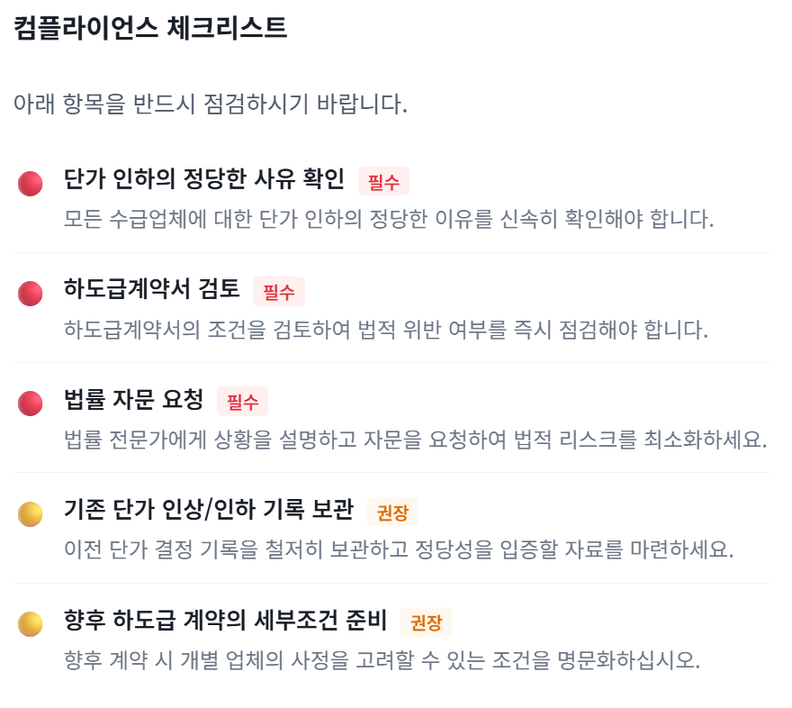 컴플라이언스 체크리스트
아래 항목을 반드시 점검하시기 바랍니다.
단가 인하의 정당한 사유 확인 필수
모든 수급업체에 대한 단가 인하의 정당한 이유를 신속히 확인해야 합니다.
하도급계약서 검토 필수
하도급계약서의 조건을 검토하여 법적 위반 여부를 즉시 점검해야 합니다.
법률 자문 요청 필수
법률 전문가에게 상황을 설명하고 자문을 요청하여 법적 리스크를 최소화하세요.
기존 단가 인상/인하 기록 보관 권장
이전 단가 결정 기록을 철저히 보관하고 정당성을 입증할 자료를 마련하세요.
향후 하도급 계약의 세부조건 준비 권장
향후 계약 시 개별 업체의 사정을 고려할 수 있는 조건을 명문화하십시오.